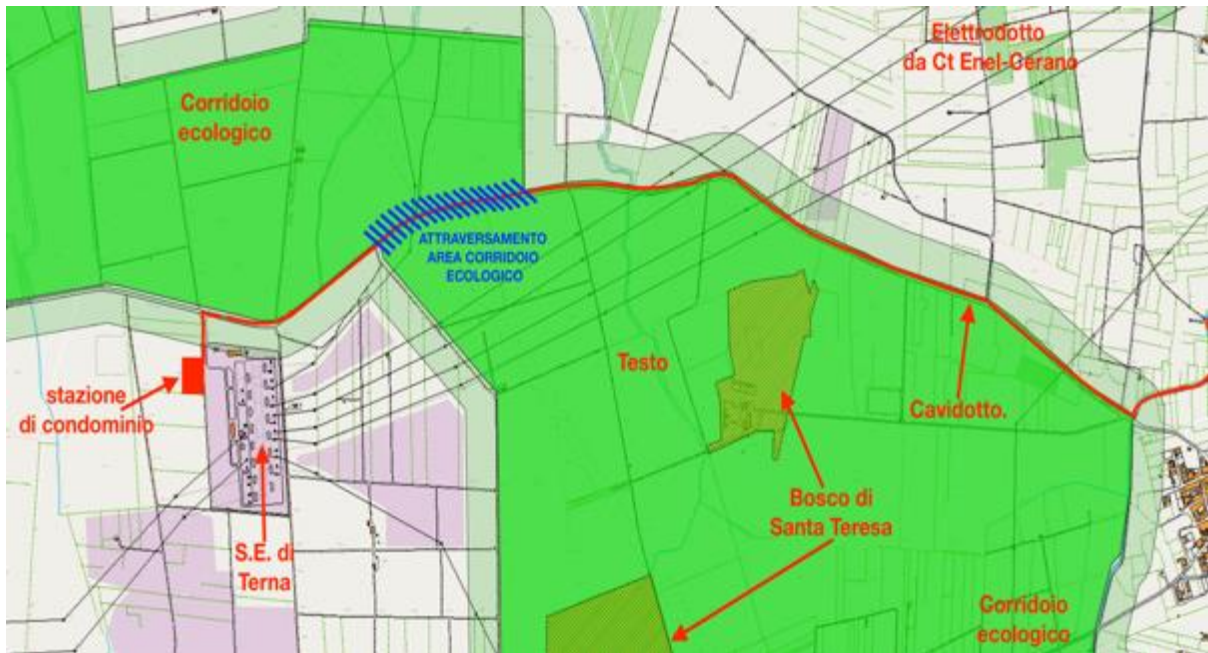 Elettrodotto
da Ct Enel-Cerano
Corridoio
ecologico
ATTRAVERSAMENTO
AREA CORRIDOIO
ECOLOGICO
Testo
stazione
di condominio
Cavidotto.
Bosco di
Santa Teresa
S.E. di
Terna
Corridoio
ecologico